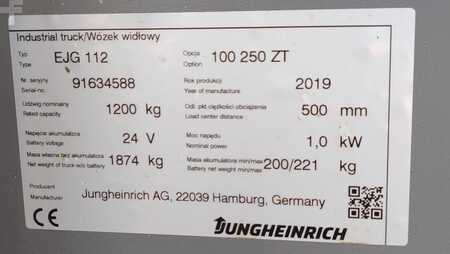 Industrial truck/Wózek widłowy
Typ EJG 112 Opcja 100 250 ZT
Type Option
Nr seryjny 91634588 Rok produkcji 2019
Serial-no. Year of manufacture
Udźwig nominalny 1200 kg Odl. pkt ciężkości obciążenia 500 mm
Rated capacity Load center distance :
Napięcie akumulatora 24 V Moc napędu 1,0 kW
Battery voltage Nominal power
Masa własna bez akumulatora 1874 kg Masa akumulatora min/max 200/221 kg
Net weight of truck w/o battery Battery net weight min/max
Producent Jungheinrich AG, 22039 Hamburg, Germany
Manufacturer
CE JUNGHEINRICH